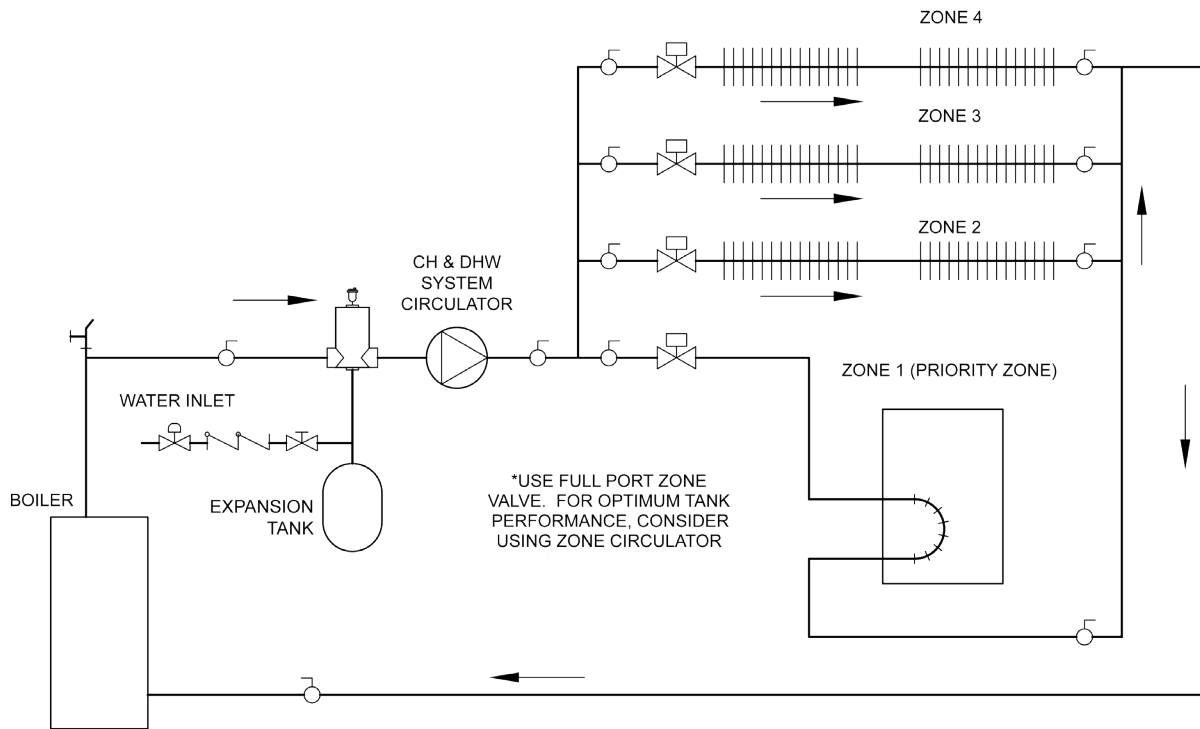 ZONE 4
ZONE 3
ZONE 2
CH & DHW
SYSTEM
CIRCULATOR
ZONE 1 (PRIORITY ZONE)
WATER INLET
*USE FULL PORT ZONE
VALVE. FOR OPTIMUM TANK
PERFORMANCE, CONSIDER
USING ZONE CIRCULATOR
BOILER
EXPANSION
TANK